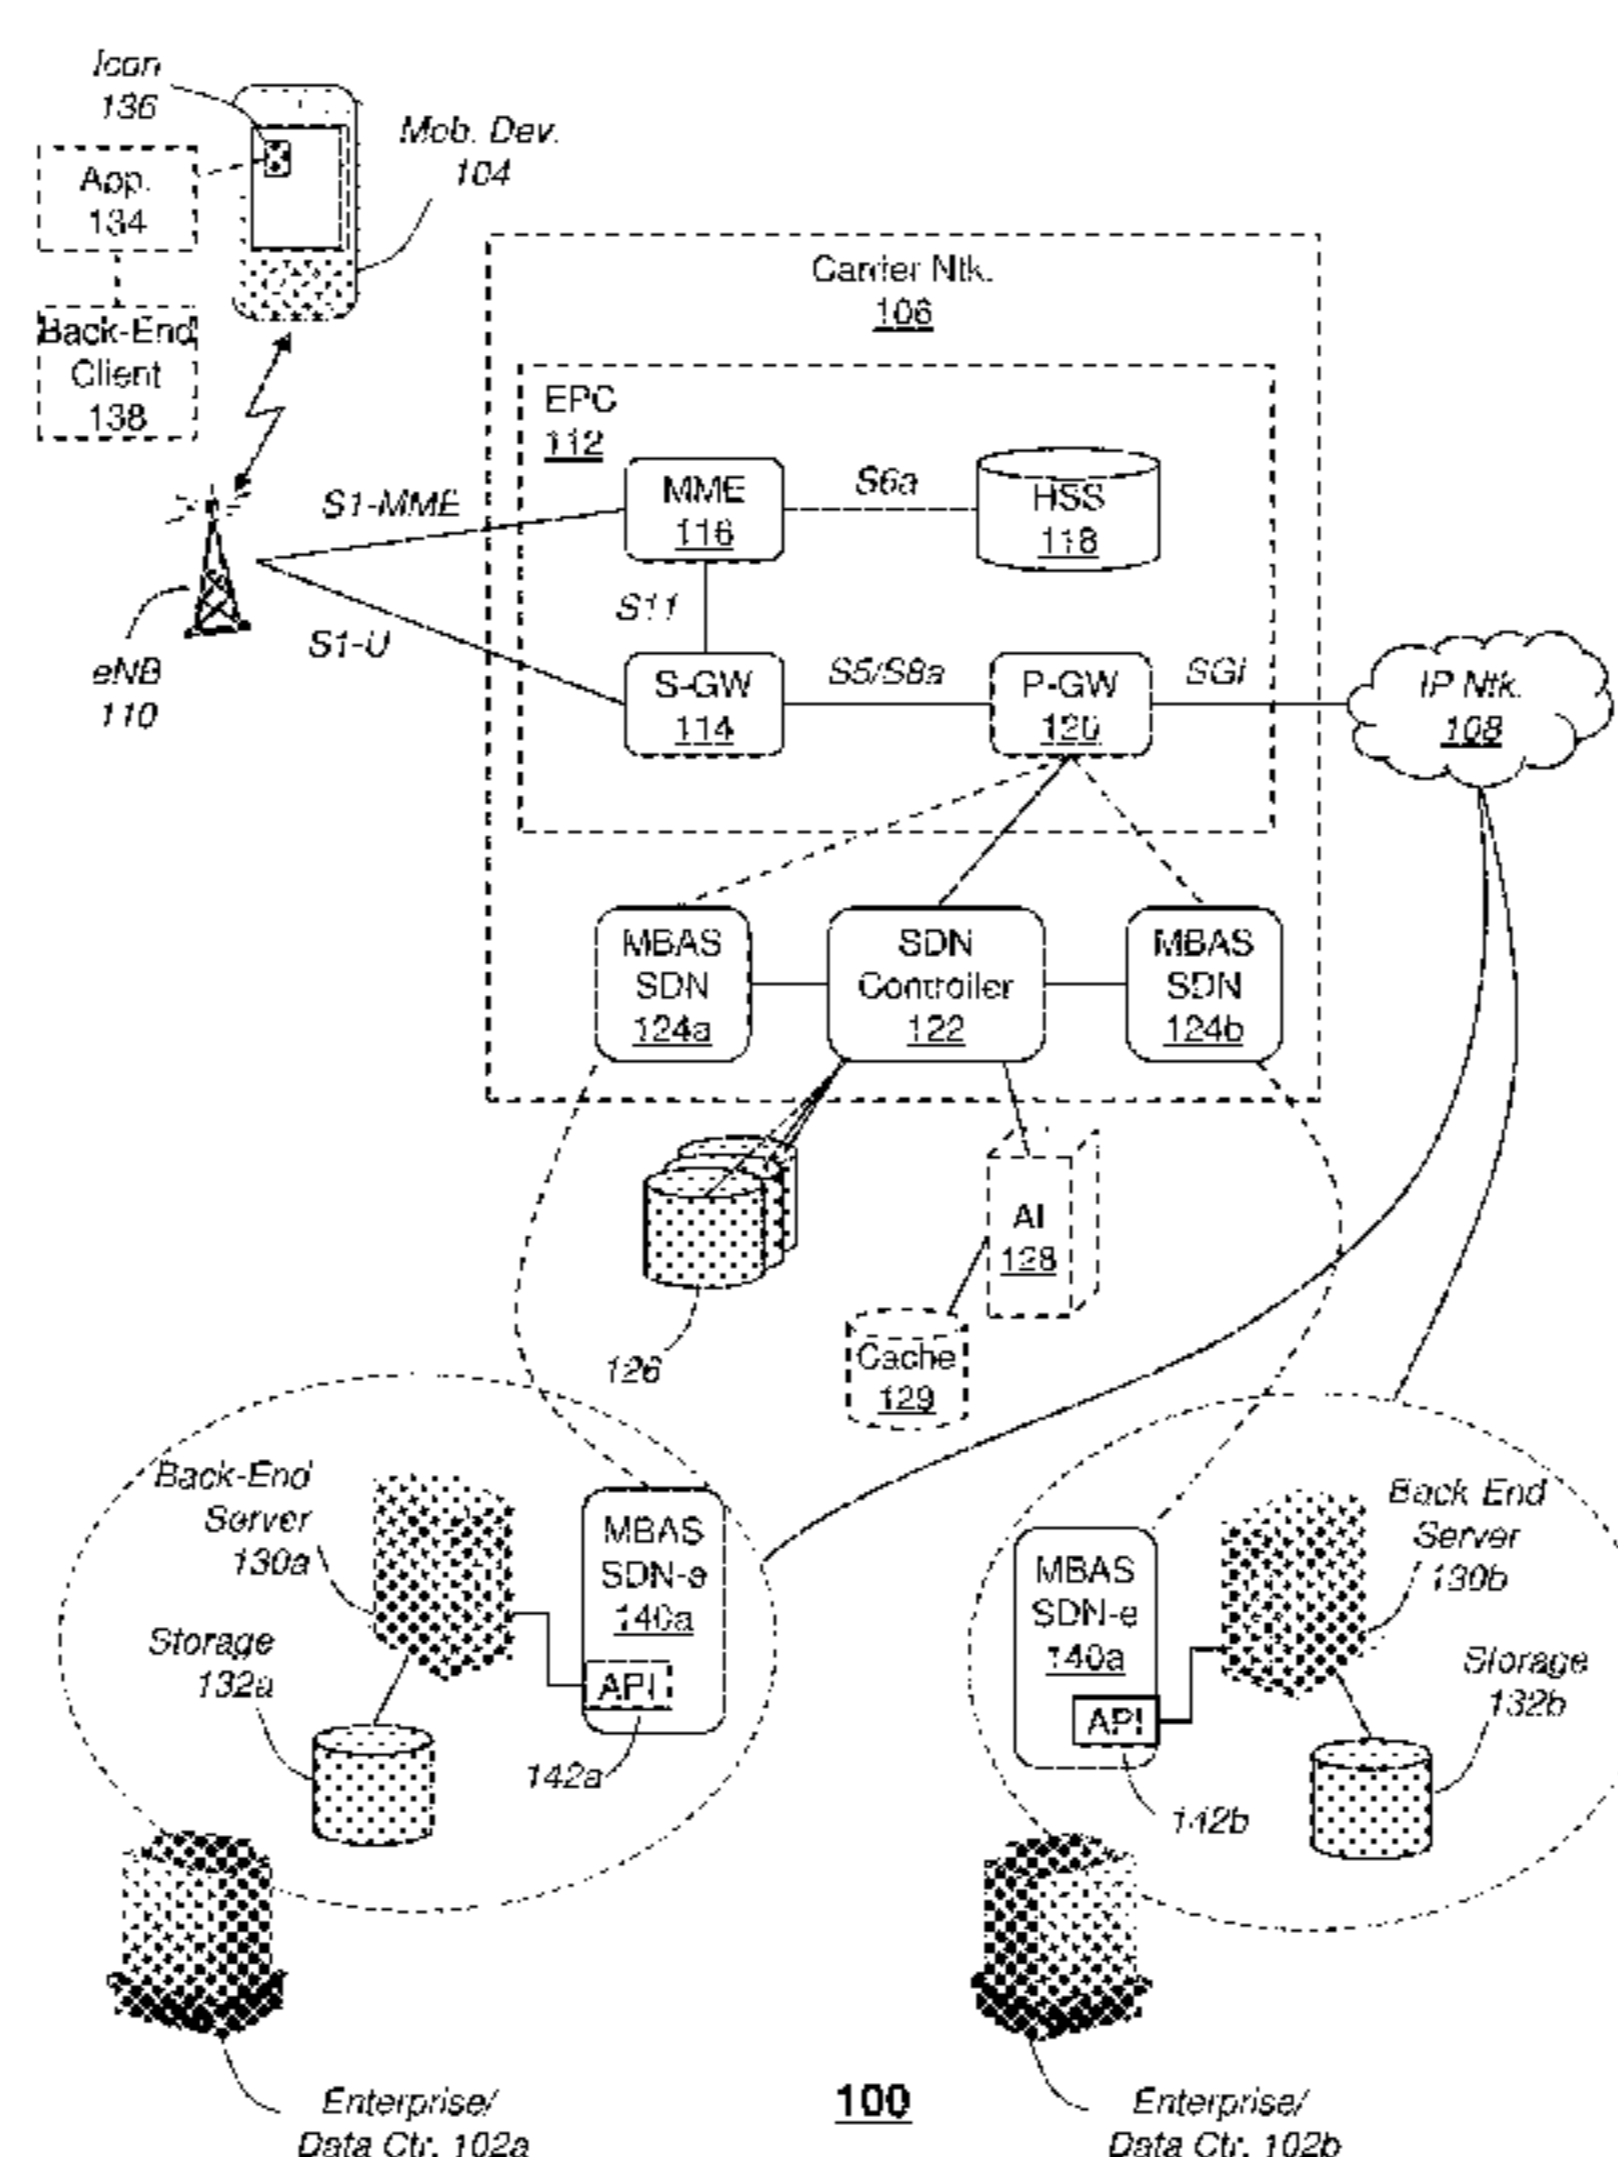 Icon
136
App.
134
Mob. Dev.
104
Back-End
Client
138
Carrier Ntk.
106
EPC
112
MME
116
S6a
HSS
118
S1-MME
S11
S1-U
eNB
110
S-GW
114
S5/S8a
P-GW
120
SGI
IP Ntk.
108
MBAS
SDN
124a
SDN
Controller
122
MBAS
SDN
124b
AI
128
126
Cache
129
Back-End
Server
130a
MBAS
SDN-e
140a
API
142a
Storage
132a
MBAS
SDN-e
140a
API
142b
Back End
Server
130b
Storage
132b
Enterprise/
Data Ctr. 102a
100
Enterprise/
Data Ctr. 102b